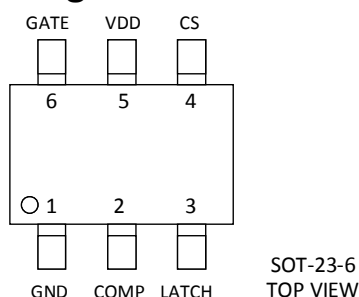 GATE VDD CS
6 5 4
1 2 3
GND COMP LATCH
SOT-23-6
TOP VIEW